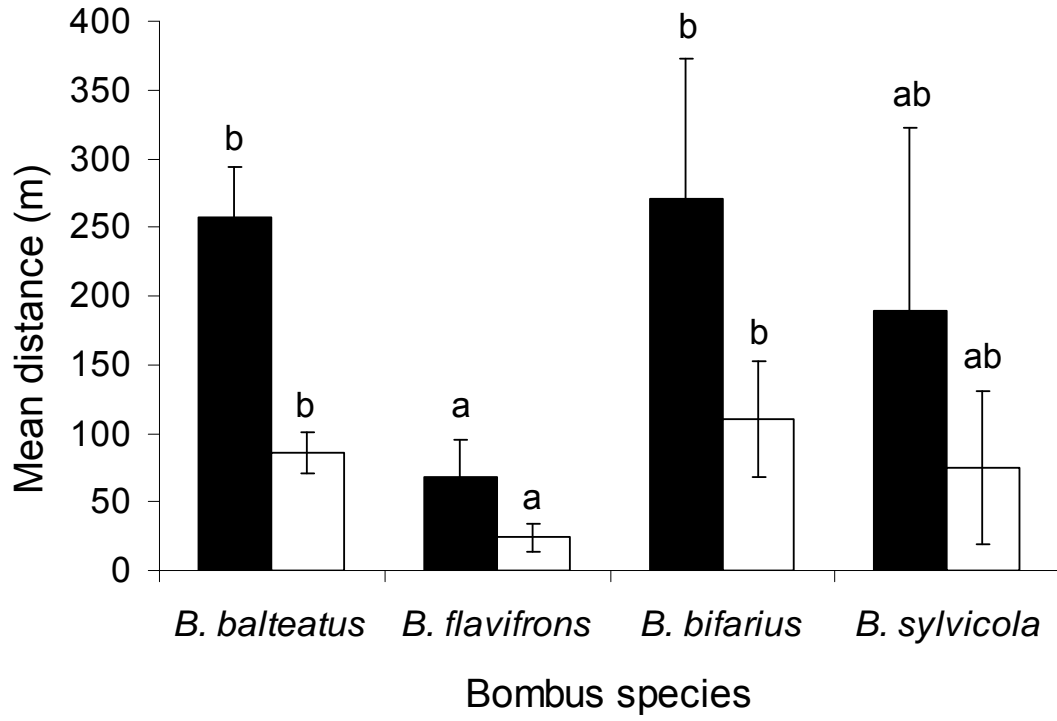 Mean distance (m)
400
350
300
250
200
150
100
50
0
b
b
a
a
b
b
ab
ab
B. balteatus B. flavifrons B. bifarius B. sylvicola
Bombus species